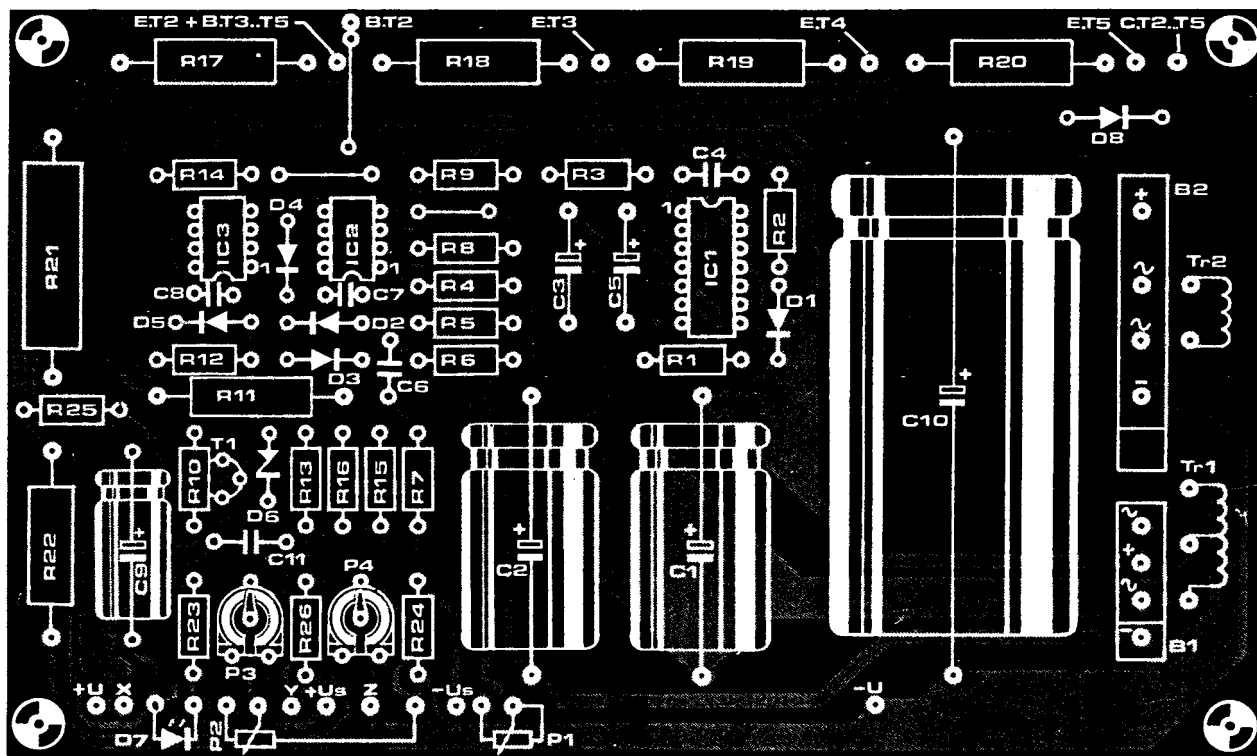 E.T2 + B.T3..T5 B.T2 E.T3 E.T4 E.T5 C.T2..T5
R17 R18 R19 R20
D8
R14 R9 R3 C4
B2
+
D4 1 R2
R21 IC3 IC2 R8 IC1
1 1 + +
Tr2
C8 C7 R4 C3 C5 D1
D5 D2 R5
R12 D3 C6 R6 R1
R11
-
R25
+
C10
T1
Tr1
R10 R13 R16 R15 R7
D6
R22 C9 + C11 C2 + C1 +
+
P4
R23 R26 R24
P3
-
B1
+U X Y +Us Z -Us -U
D7 P2 P1